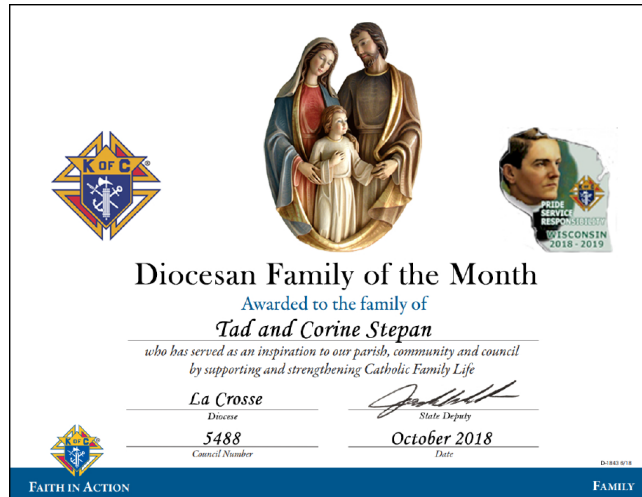 K OF C
®
PRIDE
SERVICE
RESPONSIBILITY
WISCONSIN
2018 - 2019
Diocesan Family of the Month
Awarded to the family of
Tad and Corine Stepan
who has served as an inspiration to our parish, community and council
by supporting and strengthening Catholic Family Life
La Crosse
Diocese
State Deputy
5488
Council Number
October 2018
Date
K OF C
D-1843 6/18
FAITH IN ACTION
FAMILY